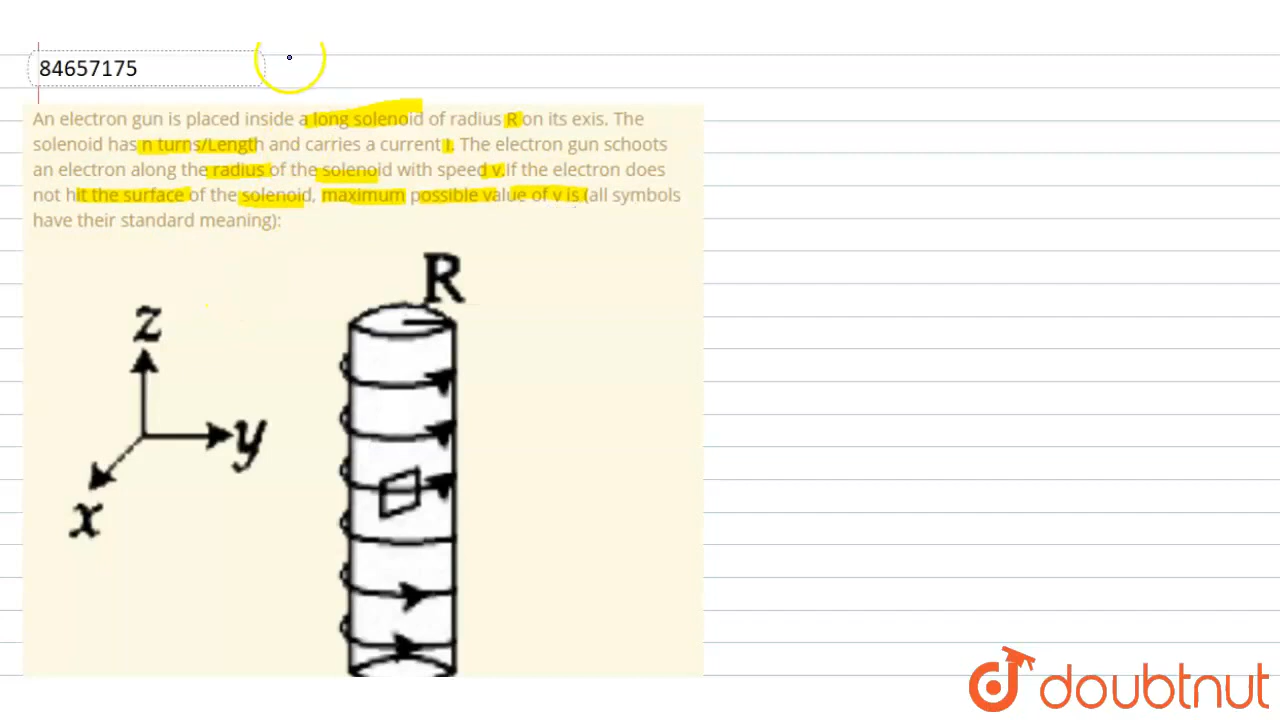 84657175
An electron gun is placed inside a long solenoid of radius R on its exis. The
solenoid has n turns/Length and carries a current I. The electron gun schoots
an electron along the radius of the solenoid with speed v.If the electron does
not hit the surface of the solenoid, maximum possible value of v is (all symbols
have their standard meaning):
R
z
y
x
doubtnut